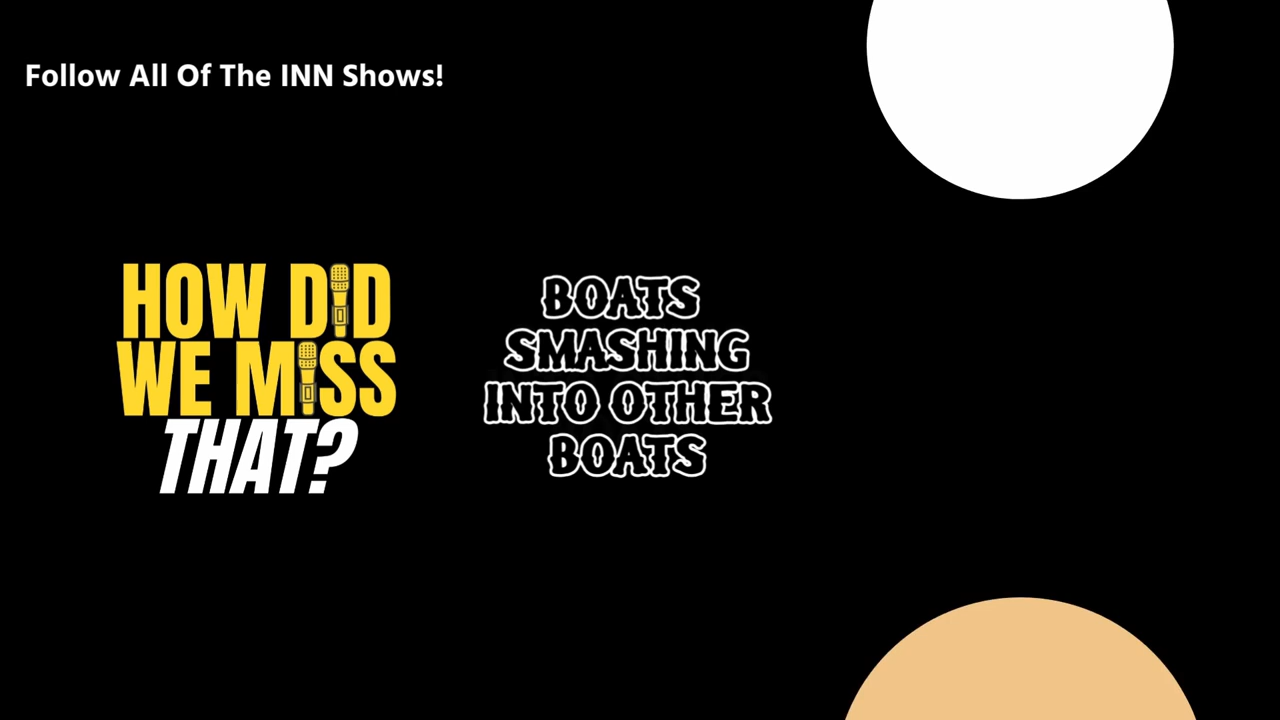 Follow All Of The INN Shows!
HOW DID
WE MISS
THAT?
BOATS
SMASHING
INTO OTHER
BOATS